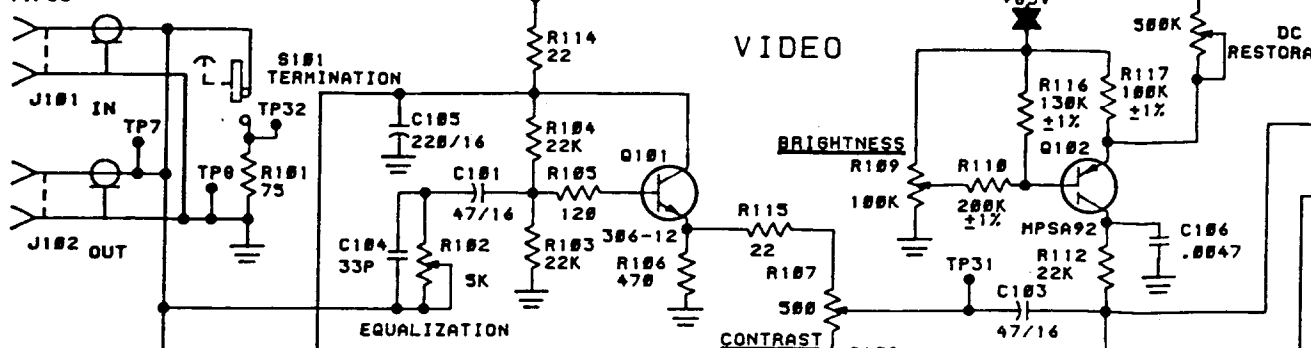 R114
22
VIDEO
500K
DC
RESTORA
S101
TERMINATION
J101 IN
TP32
TP7
C105
220/16
R104
22K
R116
130K
±1%
R117
100K
±1%
BRIGHTNESS
Q101
Q102
TP8
R101
75
C101
47/16
R105
120
R109
100K
R110
200K
±1%
J102 OUT
C104
33P
R102
5K
R103
22K
306-12
R106
470
R115
22
MPSA92
R112
22K
C106
.0047
R107
500
TP31
C103
47/16
EQUALIZATION
CONTRAST